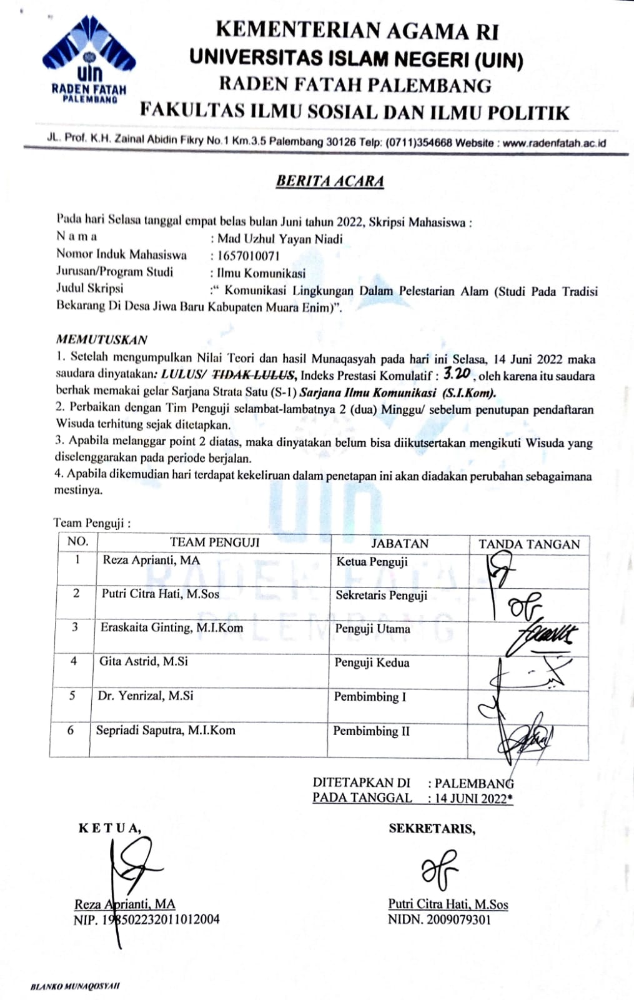 uin
RADEN FATAH
PALEMBANG
KEMENTERIAN AGAMA RI
UNIVERSITAS ISLAM NEGERI (UIN)
RADEN FATAH PALEMBANG
FAKULTAS ILMU SOSIAL DAN ILMU POLITIK
JL. Prof. K.H. Zainal Abidin Fikry No.1 Km.3.5 Palembang 30126 Telp: (0711)354668 Website : www.radenfatah.ac.id
BERITA ACARA
Pada hari Selasa tanggal empat belas bulan Juni tahun 2022, Skripsi Mahasiswa :
N a m a : Mad Uzhul Yayan Niadi
Nomor Induk Mahasiswa : 1657010071
Jurusan/Program Studi : Ilmu Komunikasi
Judul Skripsi :“ Komunikasi Lingkungan Dalam Pelestarian Alam (Studi Pada Tradisi
Bekarang Di Desa Jiwa Baru Kabupaten Muara Enim)”.
MEMUTUSKAN
1. Setelah mengumpulkan Nilai Teori dan hasil Munaqasyah pada hari ini Selasa, 14 Juni 2022 maka
saudara dinyatakan: LULUS/ TIDAK LULUS, Indeks Prestasi Komulatif : 3.20 , oleh karena itu saudara
berhak memakai gelar Sarjana Strata Satu (S-1) Sarjana Ilmu Komunikasi (S.I.Kom).
2. Perbaikan dengan Tim Penguji selambat-lambatnya 2 (dua) Minggu/ sebelum penutupan pendaftaran
Wisuda terhitung sejak ditetapkan.
3. Apabila melanggar point 2 diatas, maka dinyatakan belum bisa diikutsertakan mengikuti Wisuda yang
diselenggarakan pada periode berjalan.
4. Apabila dikemudian hari terdapat kekeliruan dalam penetapan ini akan diadakan perubahan sebagaimana
mestinya.
Team Penguji :
NO. TEAM PENGUJI JABATAN TANDA TANGAN
1 Reza Aprianti, MA Ketua Penguji
2 Putri Citra Hati, M.Sos Sekretaris Penguji
3 Eraskaita Ginting, M.I.Kom Penguji Utama
4 Gita Astrid, M.Si Penguji Kedua
5 Dr. Yenrizal, M.Si Pembimbing I
6 Sepriadi Saputra, M.I.Kom Pembimbing II
uin
RADEN FATAH
PALEMBANG
DITETAPKAN DI : PALEMBANG
PADA TANGGAL : 14 JUNI 2022*
K E T U A, SEKRETARIS,
Reza Aprianti, MA Putri Citra Hati, M.Sos
NIP. 198502232011012004 NIDN. 2009079301
BLANKO MUNAQOSYAH